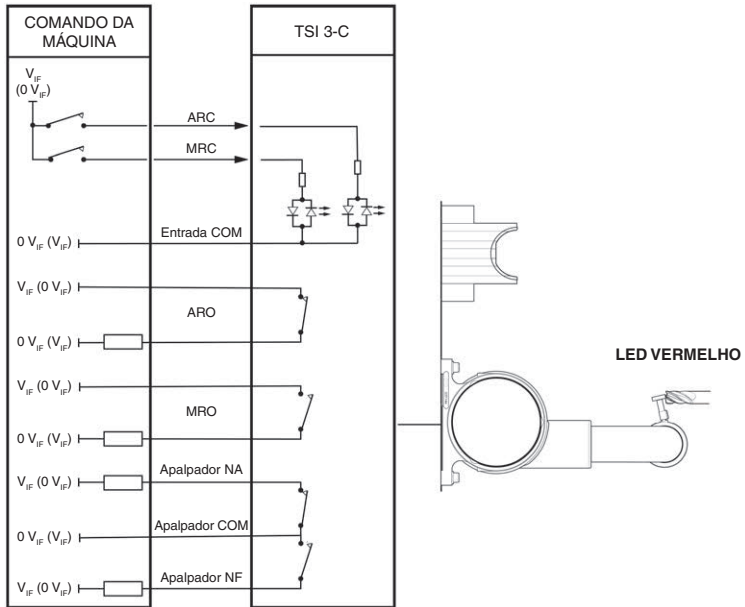 COMANDO DA
MÁQUINA
TSI 3-C
V_IF
(0 V_IF)
ARC
MRC
Entrada COM
0 V_IF (V_IF)
V_IF (0 V_IF)
ARO
0 V_IF (V_IF)
V_IF (0 V_IF)
MRO
0 V_IF (V_IF)
Apalpador NA
V_IF (0 V_IF)
Apalpador COM
0 V_IF (V_IF)
Apalpador NF
V_IF (0 V_IF)
LED VERMELHO